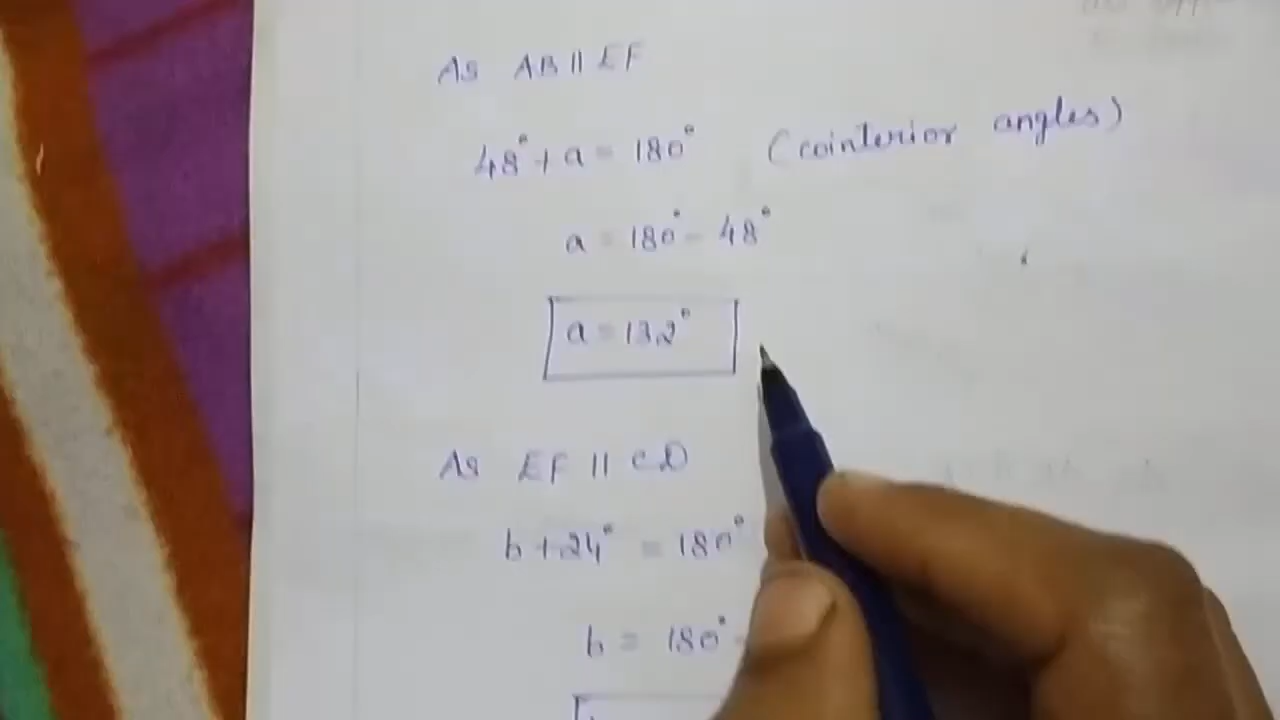 As AB || EF
48° + a = 180° (cointerior angles)
a = 180° - 48°
a = 132°
As EF || CD
b + 24° = 180°
b = 180°